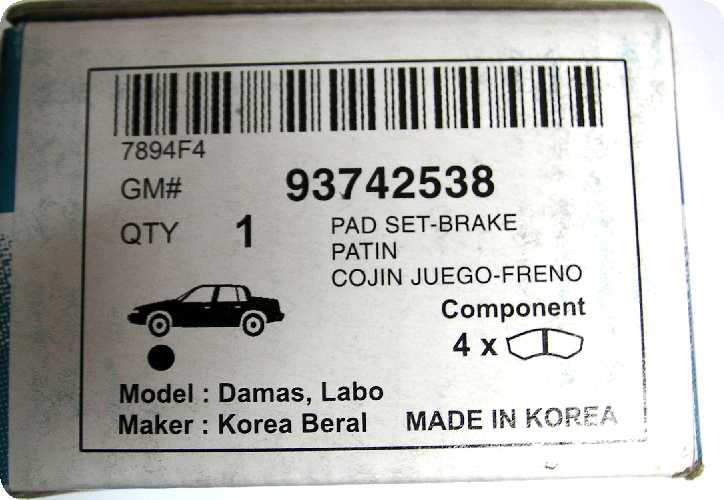 7894F4
GM# 93742538
QTY 1 PAD SET-BRAKE
PATIN
COJIN JUEGO-FRENO
Component
4 x
Model : Damas, Labo
Maker : Korea Beral MADE IN KOREA